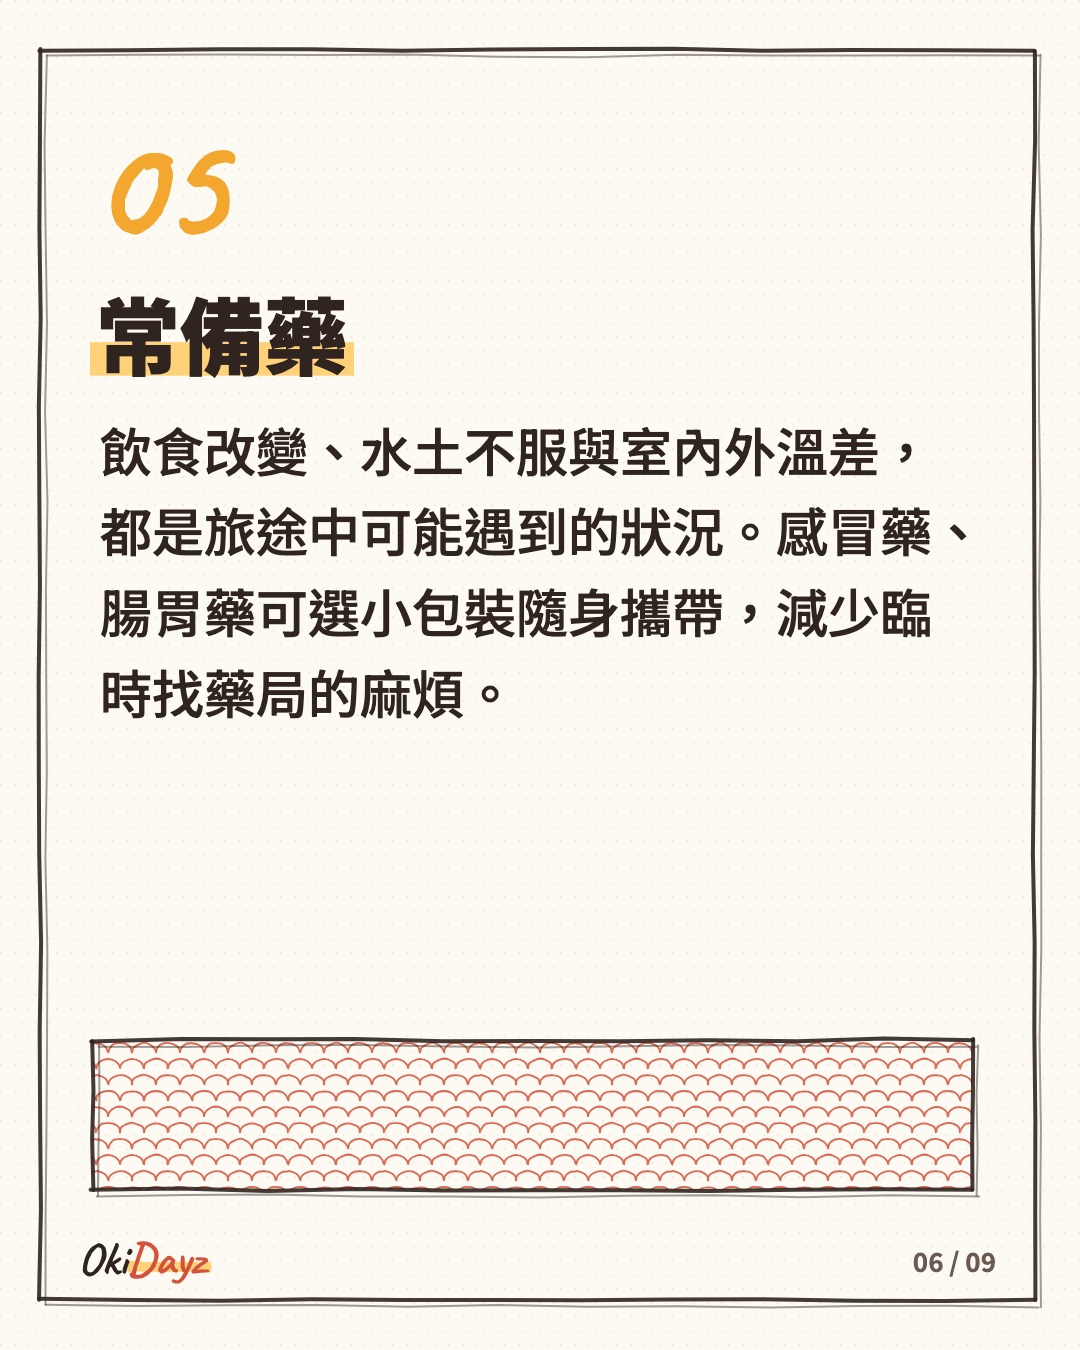 05
常備藥
飲食改變、水土不服與室內外溫差，
都是旅途中可能遇到的狀況。感冒藥、
腸胃藥可選小包裝隨身攜帶，減少臨
時找藥局的麻煩。
OkiDayz
06 / 09